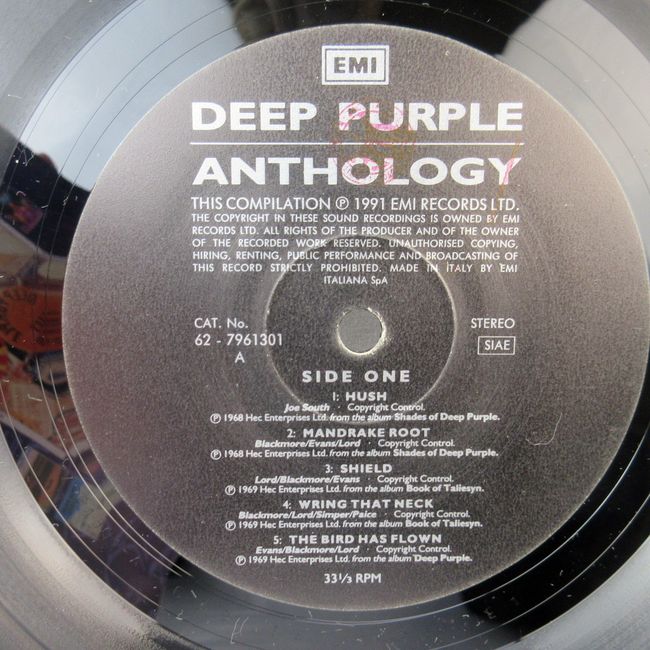 EMI
DEEP PURPLE
ANTHOLOGY
THIS COMPILATION ℗ 1991 EMI RECORDS LTD.
THE COPYRIGHT IN THESE SOUND RECORDINGS IS OWNED BY EMI
RECORDS LTD. ALL RIGHTS OF THE PRODUCER AND OF THE OWNER
OF THE RECORDED WORK RESERVED. UNAUTHORISED COPYING,
HIRING, RENTING, PUBLIC PERFORMANCE AND BROADCASTING OF
THIS RECORD STRICTLY PROHIBITED. MADE IN ITALY BY EMI
ITALIANA SpA
CAT. No. STEREO
62 - 7961301 SIAE
A
SIDE ONE
1: HUSH
Joe South · Copyright Control.
℗ 1968 Hec Enterprises Ltd. from the album Shades of Deep Purple.
2: MANDRAKE ROOT
Blackmore/Evans/Lord · Copyright Control.
℗ 1968 Hec Enterprises Ltd. from the album Shades of Deep Purple.
3: SHIELD
Lord/Blackmore/Evans · Copyright Control.
℗ 1969 Hec Enterprises Ltd. from the album Book of Taliesyn.
4: WRING THAT NECK
Blackmore/Lord/Simper/Paice · Copyright Control.
℗ 1969 Hec Enterprises Ltd. from the album Book of Taliesyn.
5: THE BIRD HAS FLOWN
Evans/Blackmore/Lord · Copyright Control.
℗ 1969 Hec Enterprises Ltd. from the album Deep Purple.
33⅓ RPM